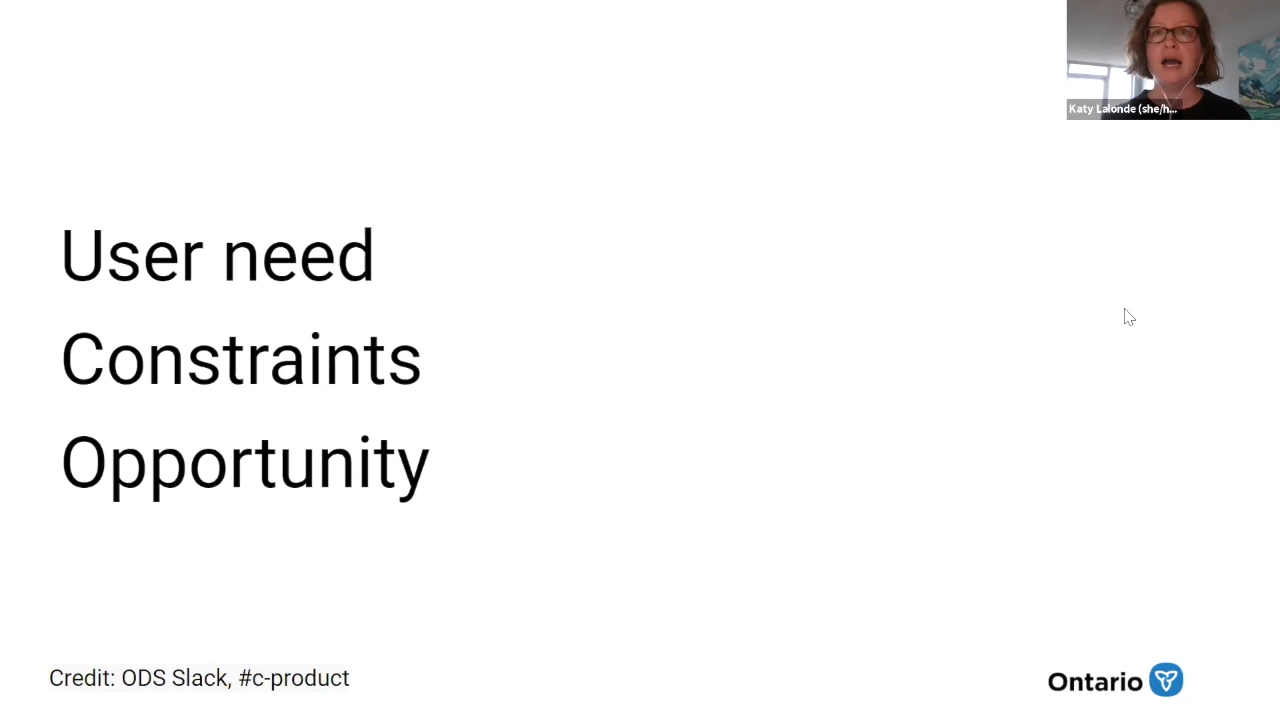 Katy Lalonde (she/h...
User need
Constraints
Opportunity
Credit: ODS Slack, #c-product
Ontario